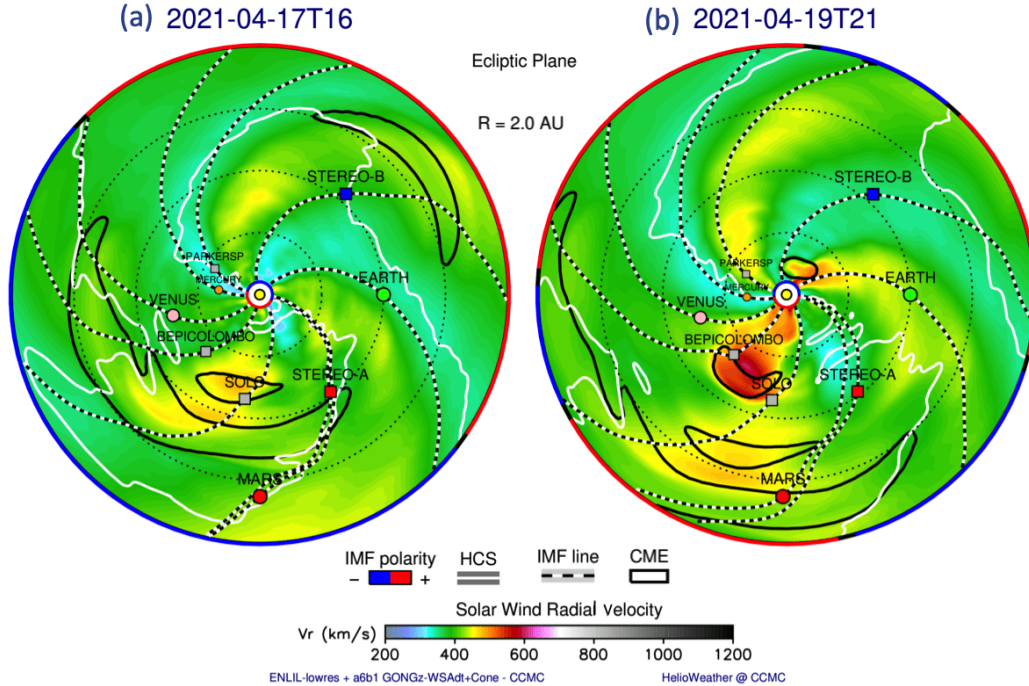 (a) 2021-04-17T16
(b) 2021-04-19T21
Ecliptic Plane
R = 2.0 AU
STEREO-B
PARKERSP
MERCURY
EARTH
VENUS
BEPICOLOMBO
SOLO
STEREO-A
MARS
STEREO-B
PARKERSP
MERCURY
EARTH
VENUS
BEPICOLOMBO
SOLO
STEREO-A
MARS
IMF polarity
- +
HCS
IMF line
CME
Solar Wind Radial Velocity
Vr (km/s)
200 400 600 800 1000 1200
ENLIL-lowres + a6b1 GONGz-WSAdt+Cone - CCMC
HelioWeather @ CCMC